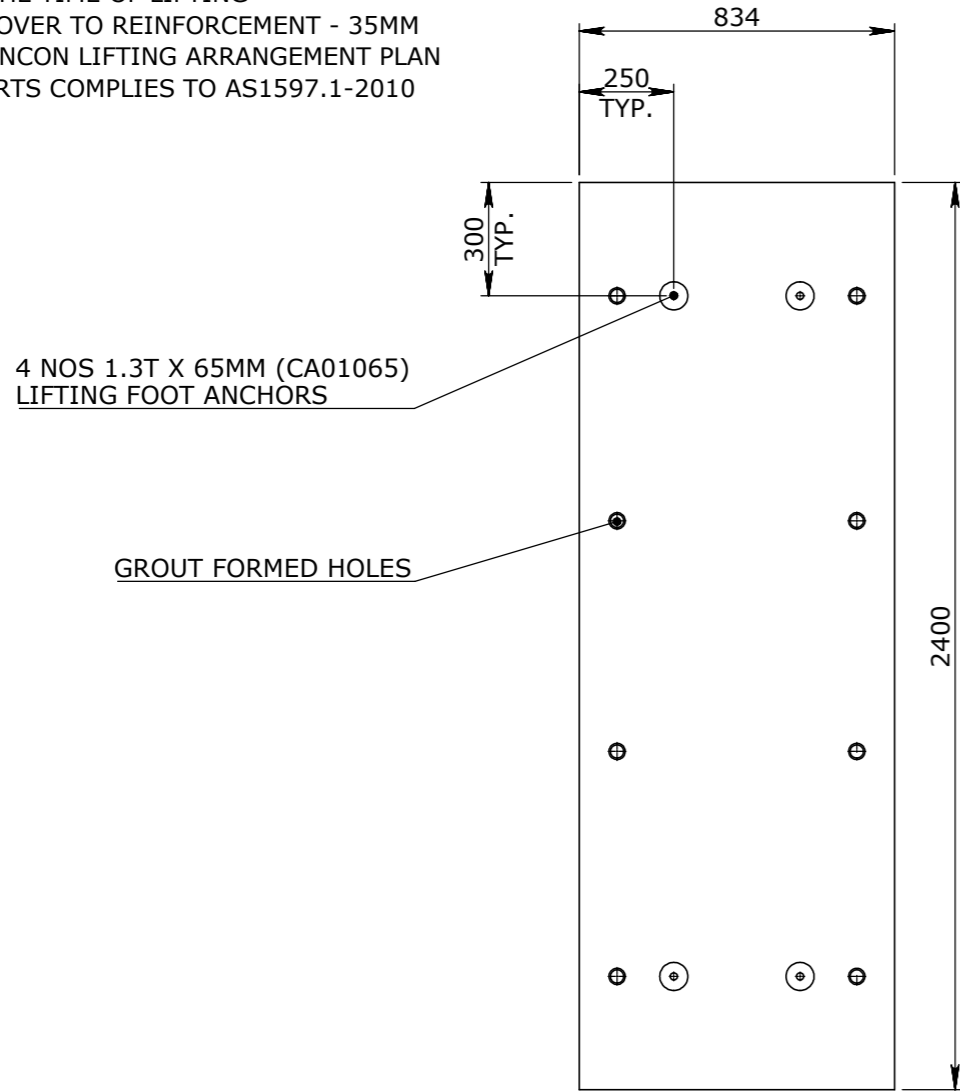 OVER TO REINFORCEMENT - 35MM
NCON LIFTING ARRANGEMENT PLAN
RTS COMPLIES TO AS1597.1-2010
834
250
TYP.
300
TYP.
4 NOS 1.3T X 65MM (CA01065)
LIFTING FOOT ANCHORS
GROUT FORMED HOLES
2400